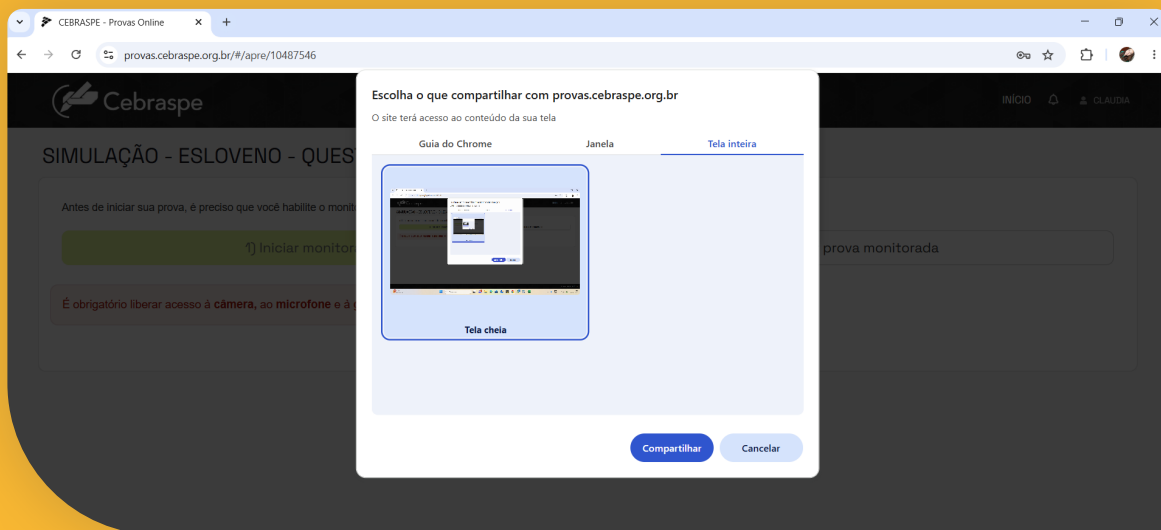 CEBRASPE - Provas Online
provas.cebraspe.org.br/#/apre/10487546
Cebraspe
INÍCIO
CLAUDIA
SIMULAÇÃO - ESLOVENO - QUES
Antes de iniciar sua prova, é preciso que você habilite o monit
1) Iniciar monitor
prova monitorada
É obrigatório liberar acesso à câmera, ao microfone e à
Escolha o que compartilhar com provas.cebraspe.org.br
O site terá acesso ao conteúdo da sua tela
Guia do Chrome Janela Tela inteira
Tela cheia
Compartilhar Cancelar